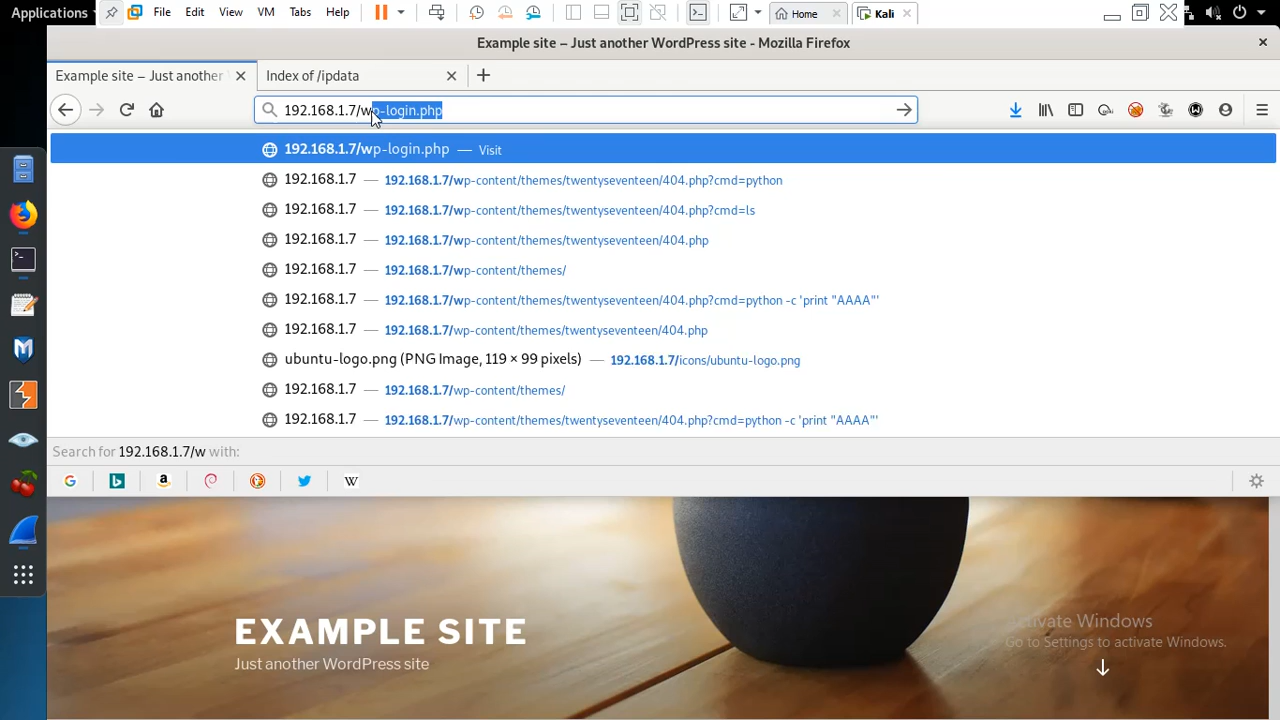 Applications File Edit View VM Tabs Help Home Kali
Example site – Just another WordPress site - Mozilla Firefox
Example site – Just another Index of /ipdata
192.168.1.7/wp-login.php
192.168.1.7/wp-login.php — Visit
192.168.1.7 — 192.168.1.7/wp-content/themes/twentyseventeen/404.php?cmd=python
192.168.1.7 — 192.168.1.7/wp-content/themes/twentyseventeen/404.php?cmd=ls
192.168.1.7 — 192.168.1.7/wp-content/themes/twentyseventeen/404.php
192.168.1.7 — 192.168.1.7/wp-content/themes/
192.168.1.7 — 192.168.1.7/wp-content/themes/twentyseventeen/404.php?cmd=python -c 'print "AAAA"'
192.168.1.7 — 192.168.1.7/wp-content/themes/twentyseventeen/404.php
ubuntu-logo.png (PNG Image, 119 × 99 pixels) — 192.168.1.7/icons/ubuntu-logo.png
192.168.1.7 — 192.168.1.7/wp-content/themes/
192.168.1.7 — 192.168.1.7/wp-content/themes/twentyseventeen/404.php?cmd=python -c 'print "AAAA"'
Search for 192.168.1.7/w with:
EXAMPLE SITE
Just another WordPress site
Activate Windows
Go to Settings to activate Windows.